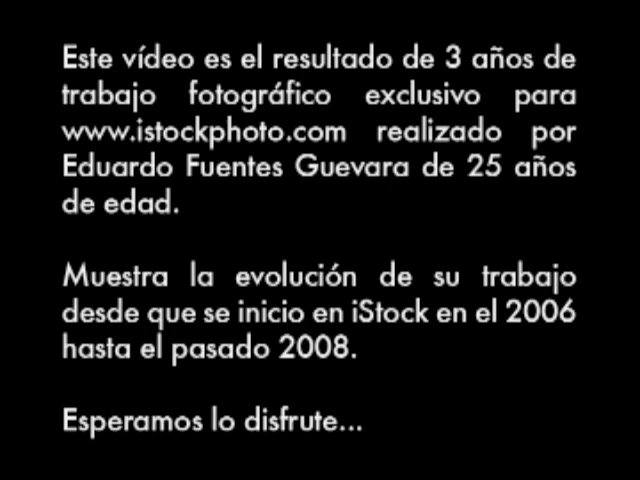 Este vídeo es el resultado de 3 años de
trabajo fotográfico exclusivo para
www.istockphoto.com realizado por
Eduardo Fuentes Guevara de 25 años
de edad.
Muestra la evolución de su trabajo
desde que se inicio en iStock en el 2006
hasta el pasado 2008.
Esperamos lo disfrute...